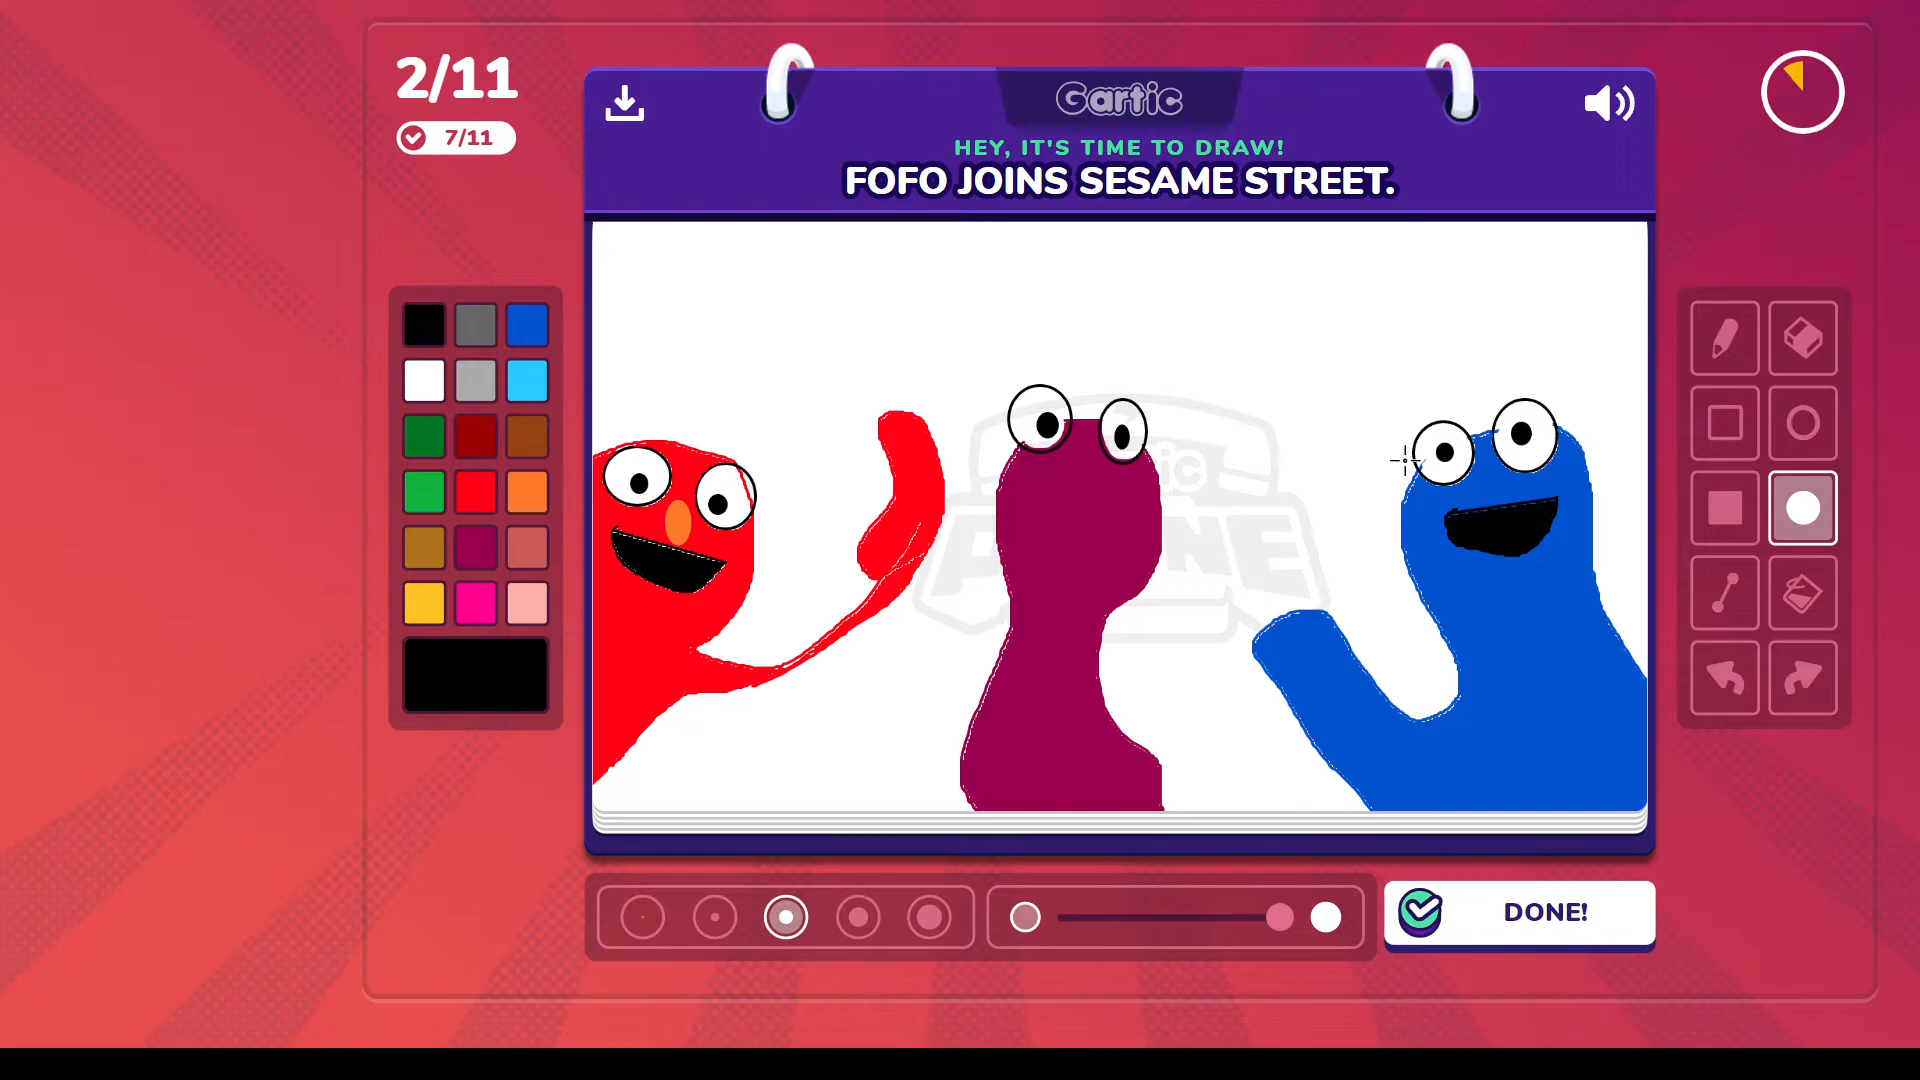 2/11
7/11
Gartic
HEY, IT'S TIME TO DRAW!
FOFO JOINS SESAME STREET.
DONE!